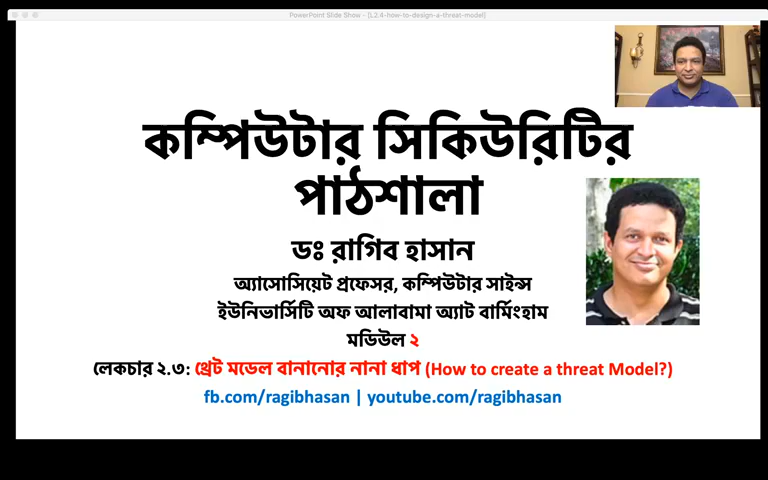 PowerPoint Slide Show - [L2.4-how-to-design-a-threat-model]
কম্পিউটার সিকিউরিটির
পাঠশালা
ডঃ রাগিব হাসান
অ্যাসোসিয়েট প্রফেসর, কম্পিউটার সাইন্স
ইউনিভার্সিটি অফ আলাবামা অ্যাট বার্মিংহাম
মডিউল ২
লেকচার ২.৩: থ্রেট মডেল বানানোর নানা ধাপ (How to create a threat Model?)
fb.com/ragibhasan | youtube.com/ragibhasan